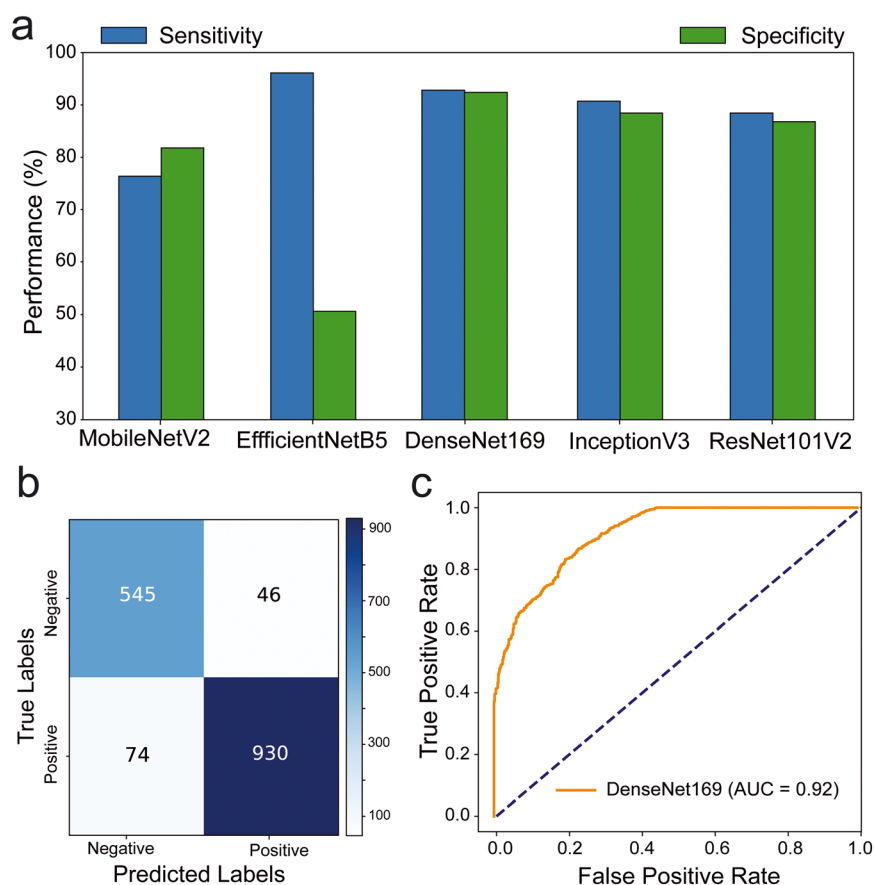 a
Sensitivity
Specificity
Performance (%)
100
90
80
70
60
50
40
30
MobileNetV2
EffficientNetB5
DenseNet169
InceptionV3
ResNet101V2
b
True Labels
Negative
Positive
545
46
74
930
Negative
Positive
Predicted Labels
900
700
500
300
100
c
True Positive Rate
1.0
0.8
0.6
0.4
0.2
0.0
DenseNet169 (AUC = 0.92)
0.0
0.2
0.4
0.6
0.8
1.0
False Positive Rate